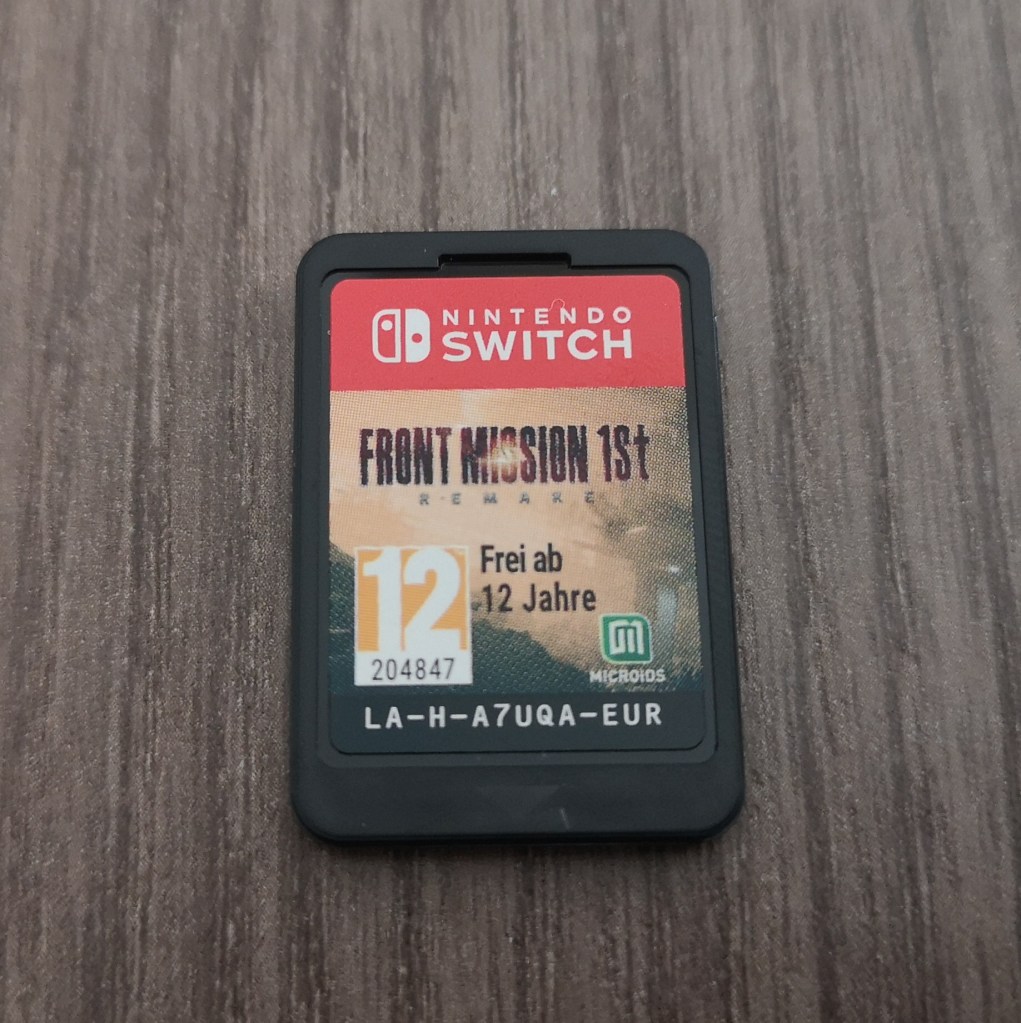 NINTENDO
SWITCH
FRONT MISSION 1St
REMAKE
12
Frei ab
12 Jahre
204847
MICROIDS
LA-H-A7UQA-EUR